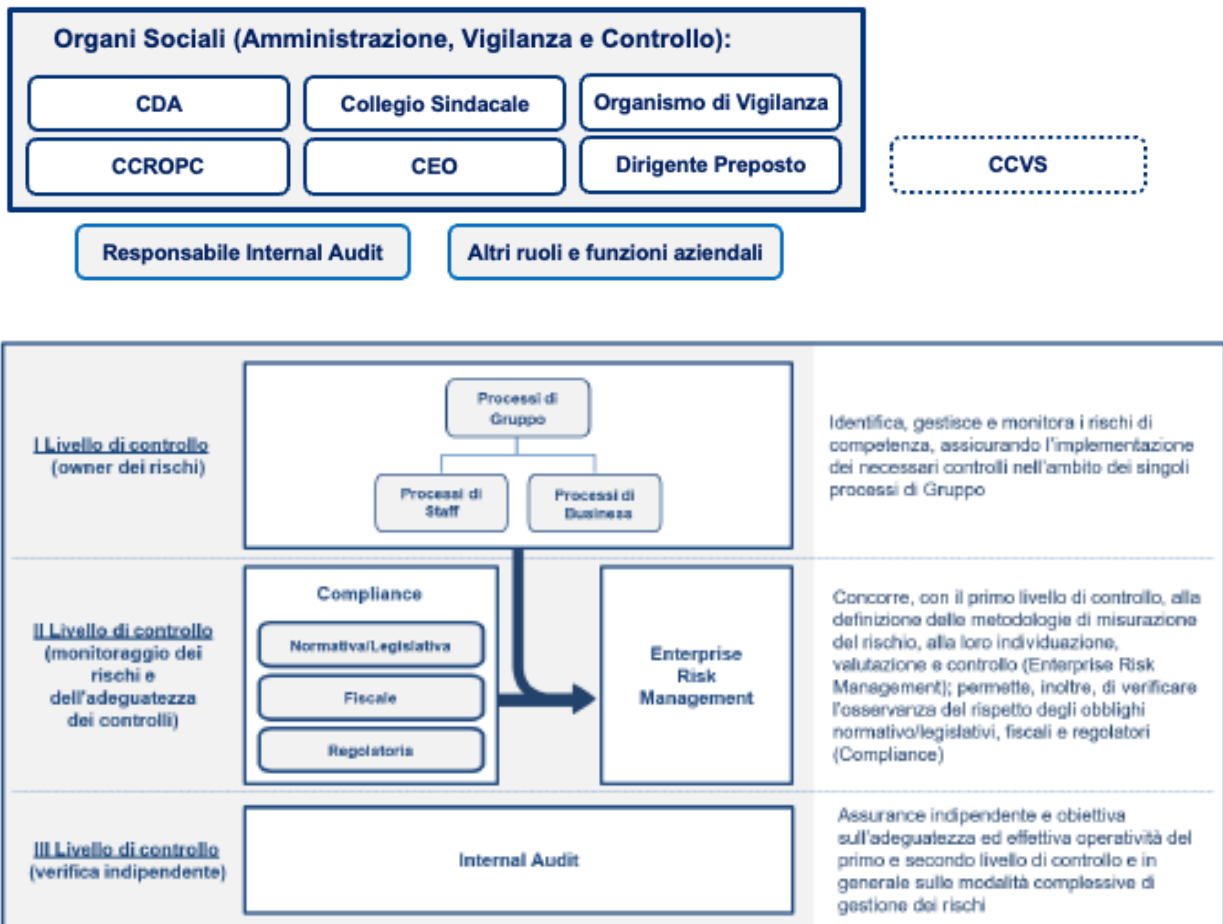 Organi Sociali (Amministrazione, Vigilanza e Controllo):
CDA
Collegio Sindacale
Organismo di Vigilanza
CCROPC
CEO
Dirigente Preposto
CCVS
Responsabile Internal Audit
Altri ruoli e funzioni aziendali
I Livello di controllo
(owner dei rischi)
Processi di
Gruppo
Processi di
Staff
Processi di
Business
Identifica, gestisce e monitora i rischi di
competenza, assicurando l'implementazione
dei necessari controlli nell'ambito dei singoli
processi di Gruppo
II Livello di controllo
(monitoraggio dei
rischi e
dell'adeguatezza
dei controlli)
Compliance
Normativa/Legislativa
Fiscale
Regolatoria
Enterprise
Risk
Management
Concorre, con il primo livello di controllo, alla
definizione delle metodologie di misurazione
del rischio, alla loro individuazione,
valutazione e controllo (Enterprise Risk
Management); permette, inoltre, di verificare
l'osservanza del rispetto degli obblighi
normativo/legislativi, fiscali e regolatori
(Compliance)
III Livello di controllo
(verifica indipendente)
Internal Audit
Assurance indipendente e obiettiva
sull'adeguatezza ed effettiva operatività del
primo e secondo livello di controllo e in
generale sulle modalità complessive di
gestione dei rischi